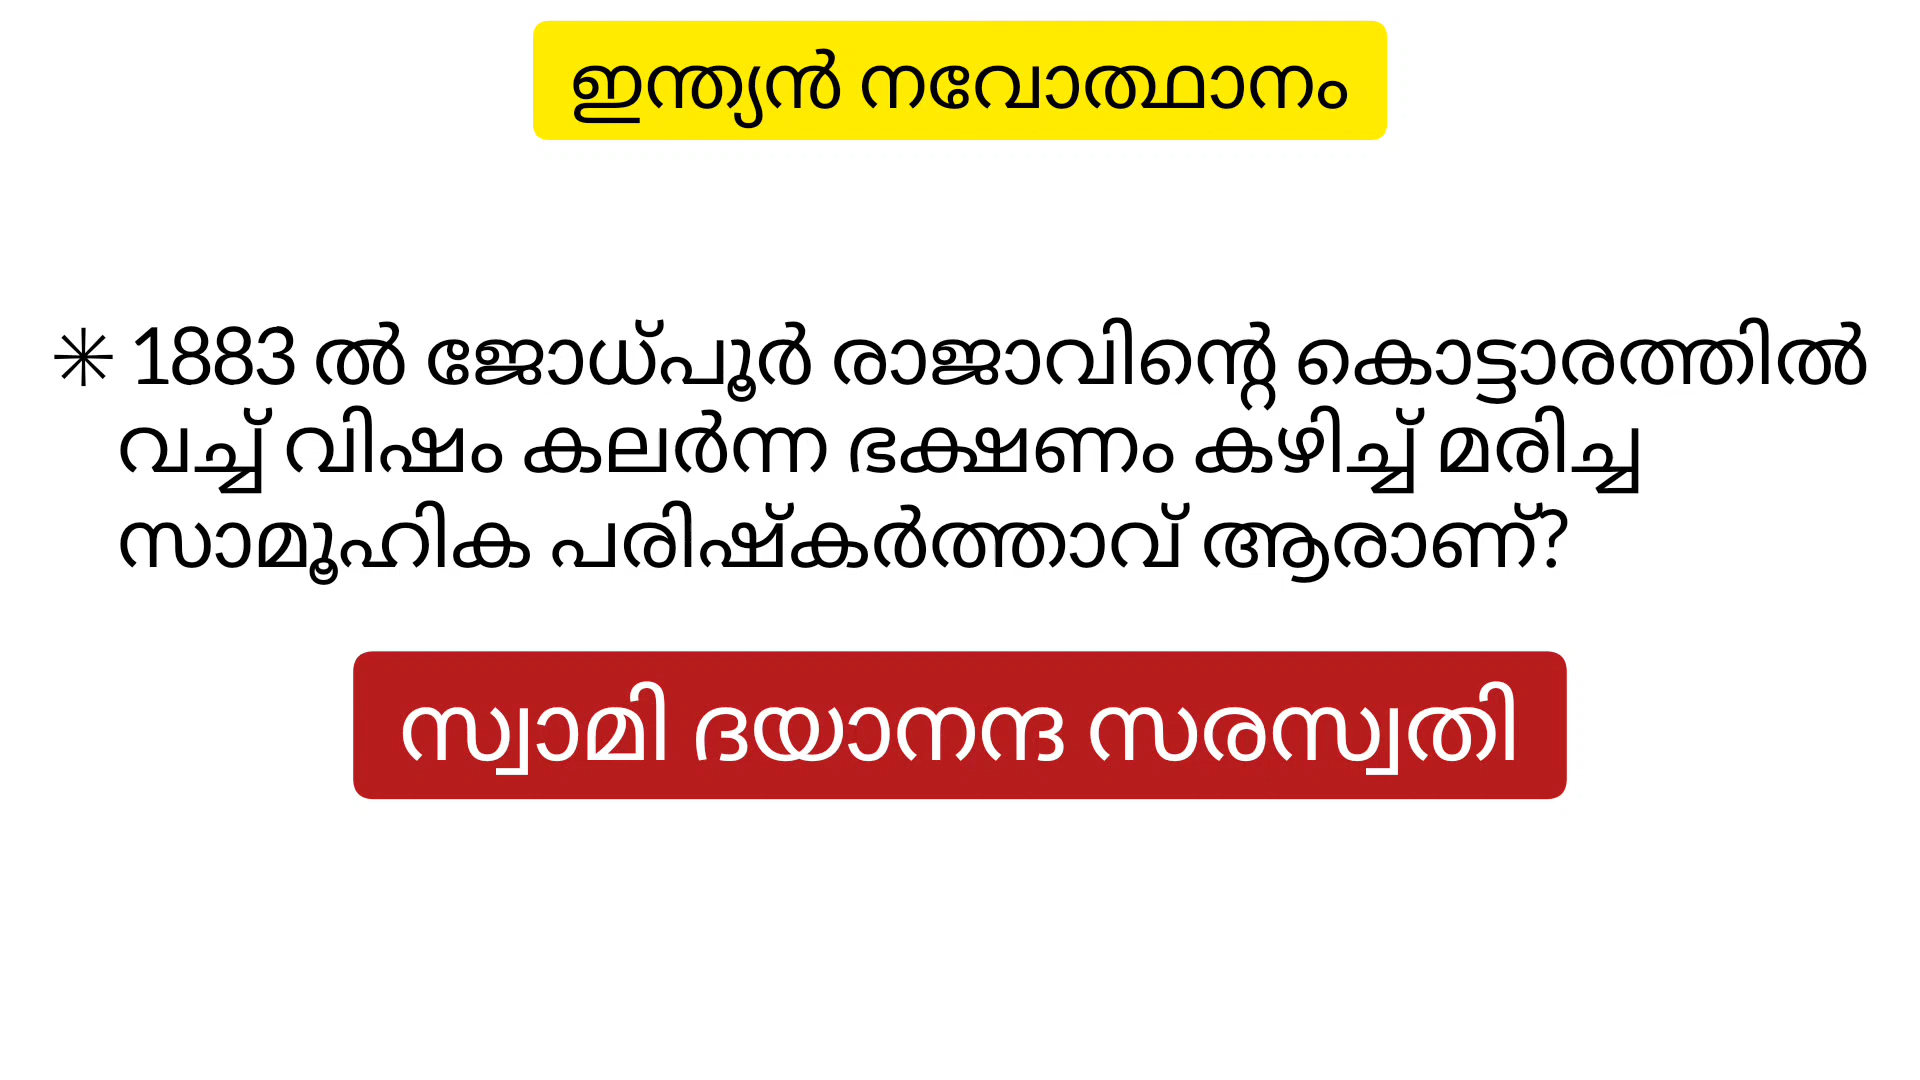 ഇന്ത്യൻ നവോത്ഥാനം
✳ 1883 ൽ ജോധ്പൂർ രാജാവിന്റെ കൊട്ടാരത്തിൽ
വച്ച് വിഷം കലർന്ന ഭക്ഷണം കഴിച്ച് മരിച്ച
സാമൂഹിക പരിഷ്കർത്താവ് ആരാണ്?
സ്വാമി ദയാനന്ദ സരസ്വതി